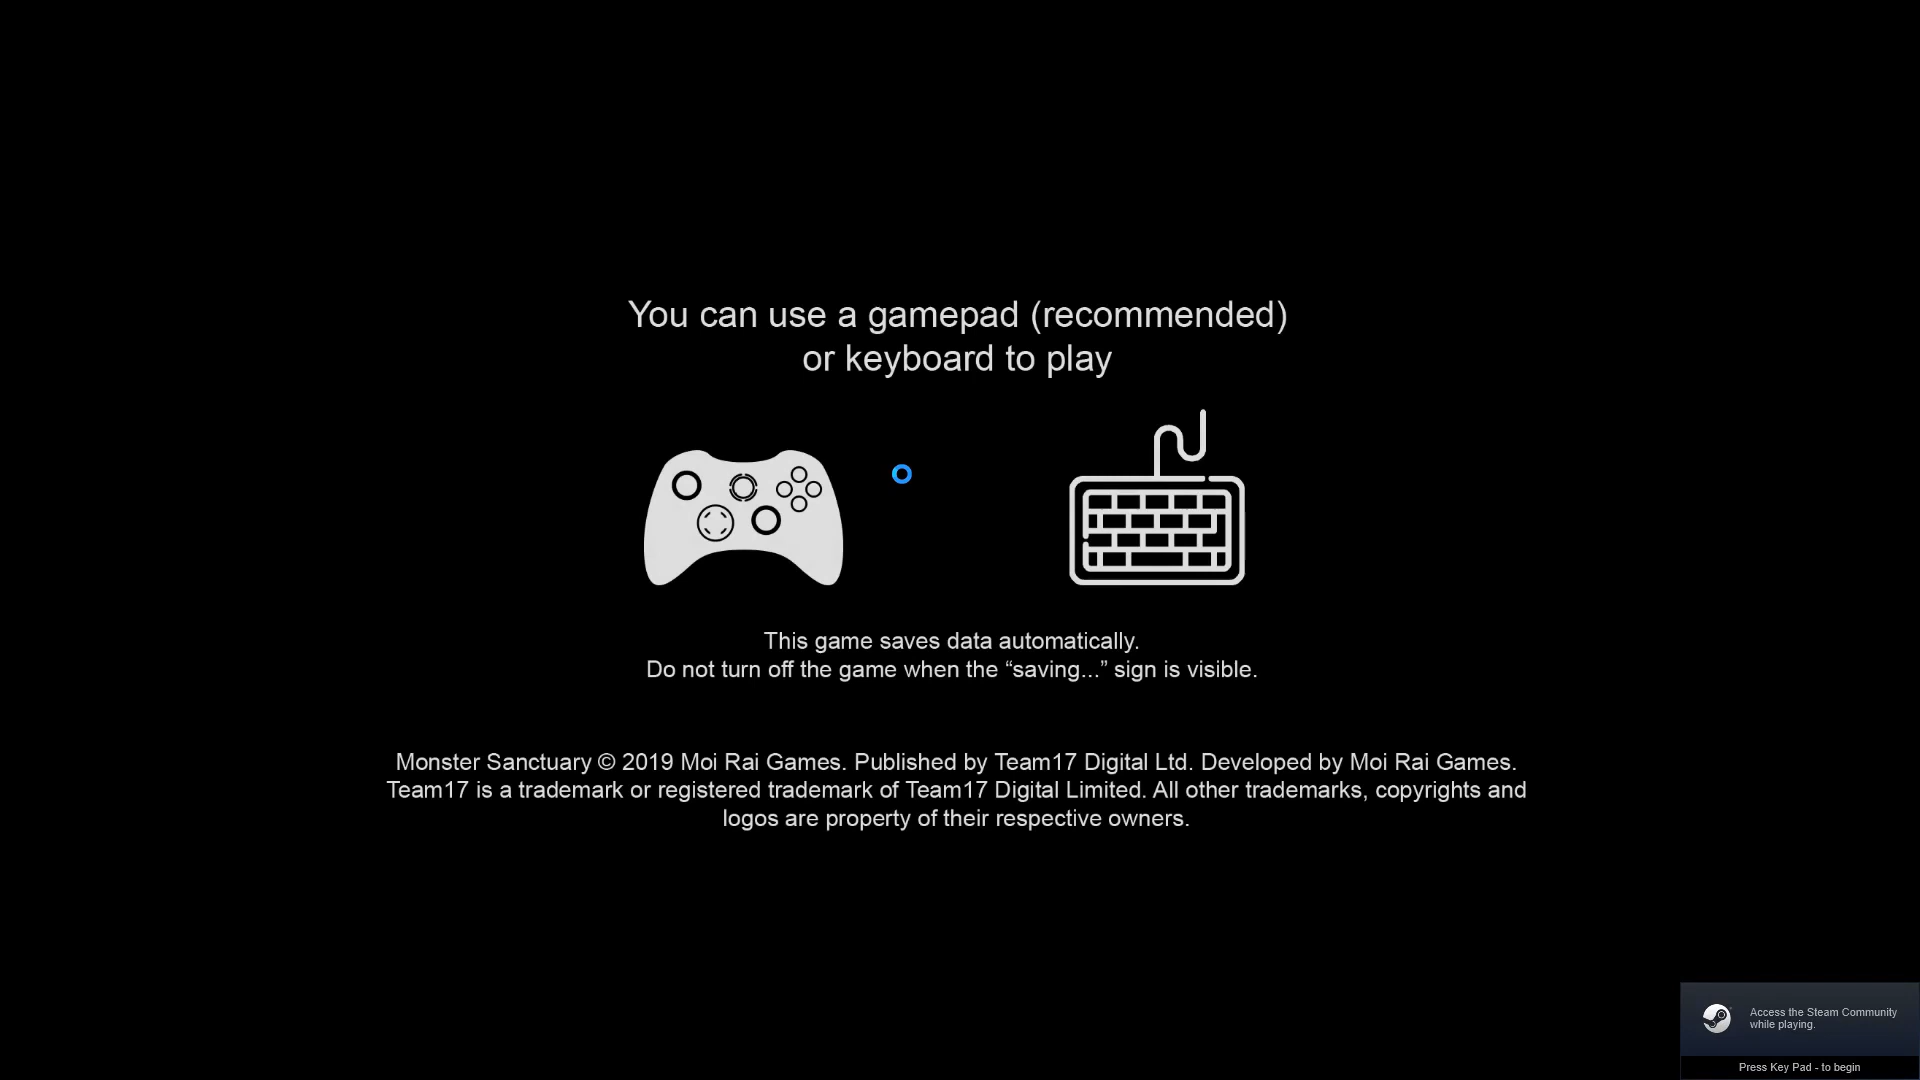 You can use a gamepad (recommended)
or keyboard to play
This game saves data automatically.
Do not turn off the game when the “saving...” sign is visible.
Monster Sanctuary © 2019 Moi Rai Games. Published by Team17 Digital Ltd. Developed by Moi Rai Games.
Team17 is a trademark or registered trademark of Team17 Digital Limited. All other trademarks, copyrights and
logos are property of their respective owners.
Access the Steam Community
while playing.
Press Key Pad - to begin